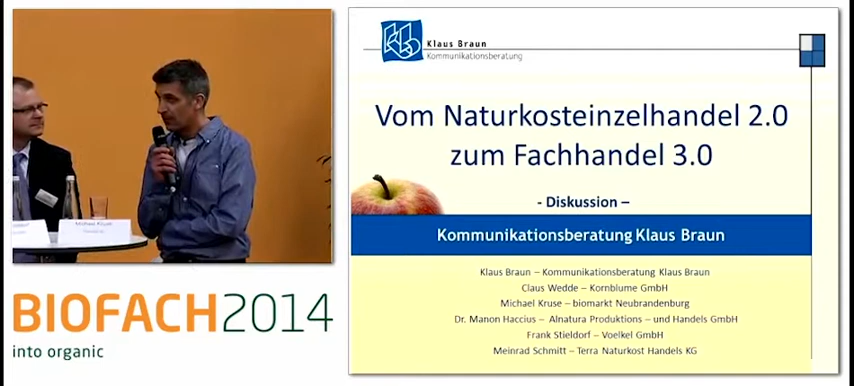 Michael Kruse
BIOFACH2014
into organic
Klaus Braun
Kommunikationsberatung
Vom Naturkosteinzelhandel 2.0
zum Fachhandel 3.0
- Diskussion –
Kommunikationsberatung Klaus Braun
Klaus Braun – Kommunikationsberatung Klaus Braun
Claus Wedde – Kornblume GmbH
Michael Kruse – biomarkt Neubrandenburg
Dr. Manon Haccius – Alnatura Produktions – und Handels GmbH
Frank Stieldorf – Voelkel GmbH
Meinrad Schmitt – Terra Naturkost Handels KG